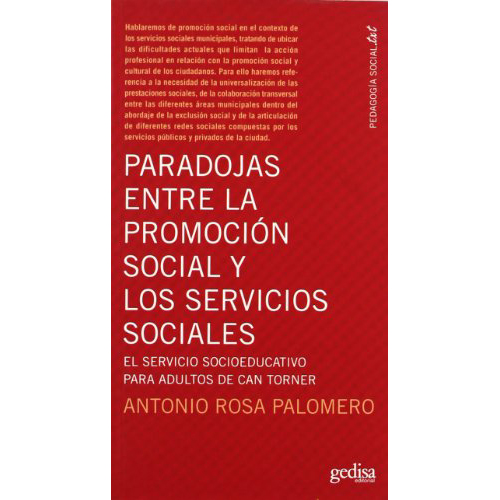 Hablaremos de promoción social en el contexto de
los servicios sociales municipales, tratando de ubicar
las dificultades actuales que limitan la acción
profesional en relación con la promoción social y
cultural de los ciudadanos. Para ello haremos refe-
rencia a la necesidad de la universalización de las
prestaciones sociales, de la colaboración transversal
entre las diferentes áreas municipales dentro del
abordaje de la exclusión social y de la articulación
de diferentes redes sociales compuestas por los
servicios públicos y privados de la ciudad.
PEDAGOGÍA SOCIAL.txt
PARADOJAS
ENTRE LA
PROMOCIÓN
SOCIAL Y
LOS SERVICIOS
SOCIALES
EL SERVICIO SOCIOEDUCATIVO
PARA ADULTOS DE CAN TORNER
ANTONIO ROSA PALOMERO
gedisa
editorial